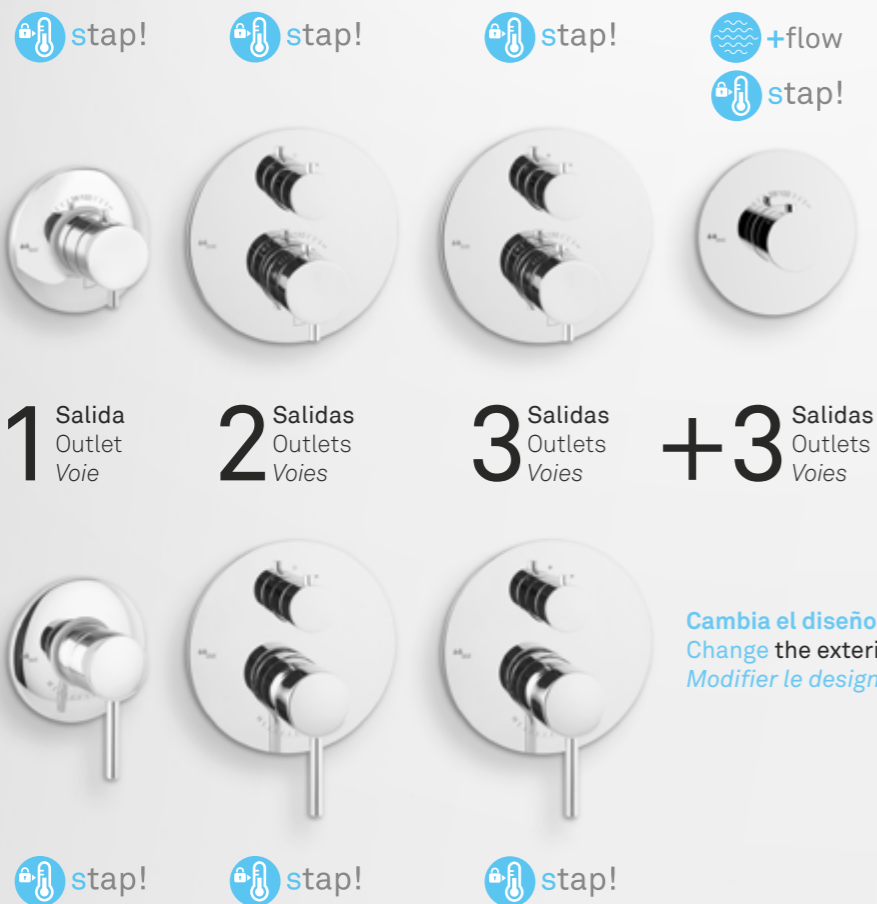 stap!
stap!
stap!
+flow
stap!
1 Salida
Outlet
Voie
2 Salidas
Outlets
Voies
3 Salidas
Outlets
Voies
+3 Salidas
Outlets
Voies
Cambia el diseño
Change the exteri
Modifier le design
stap!
stap!
stap!